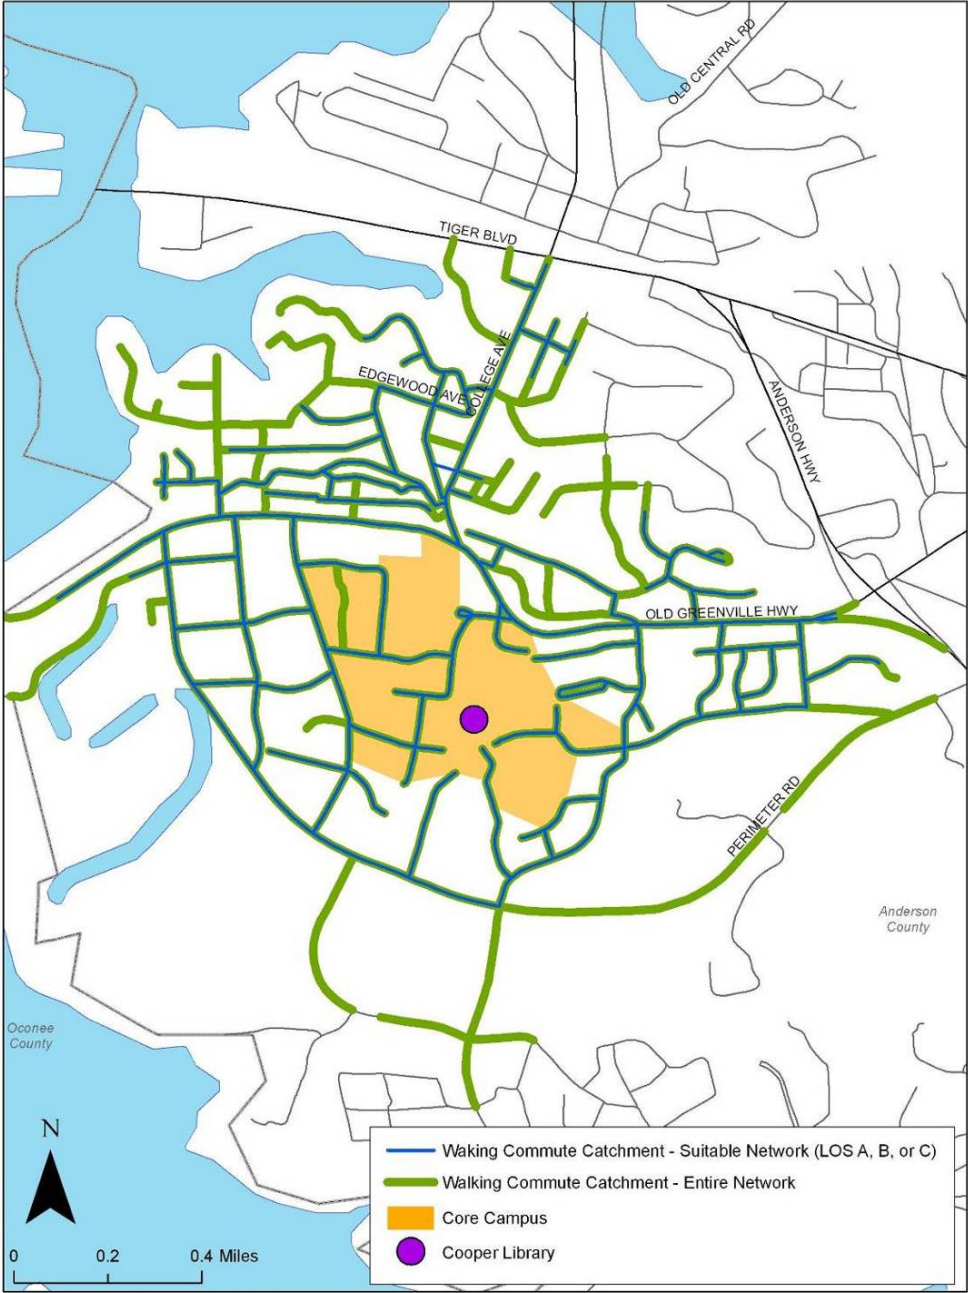 OLD CENTRAL RD
TIGER BLVD
COLLEGE AVE
EDGEWOOD AVE
ANDERSON HWY
OLD GREENVILLE HWY
PERIMETER RD
Anderson
County
Oconee
County
N
0 0.2 0.4 Miles
Waking Commute Catchment - Suitable Network (LOS A, B, or C)
Walking Commute Catchment - Entire Network
Core Campus
Cooper Library